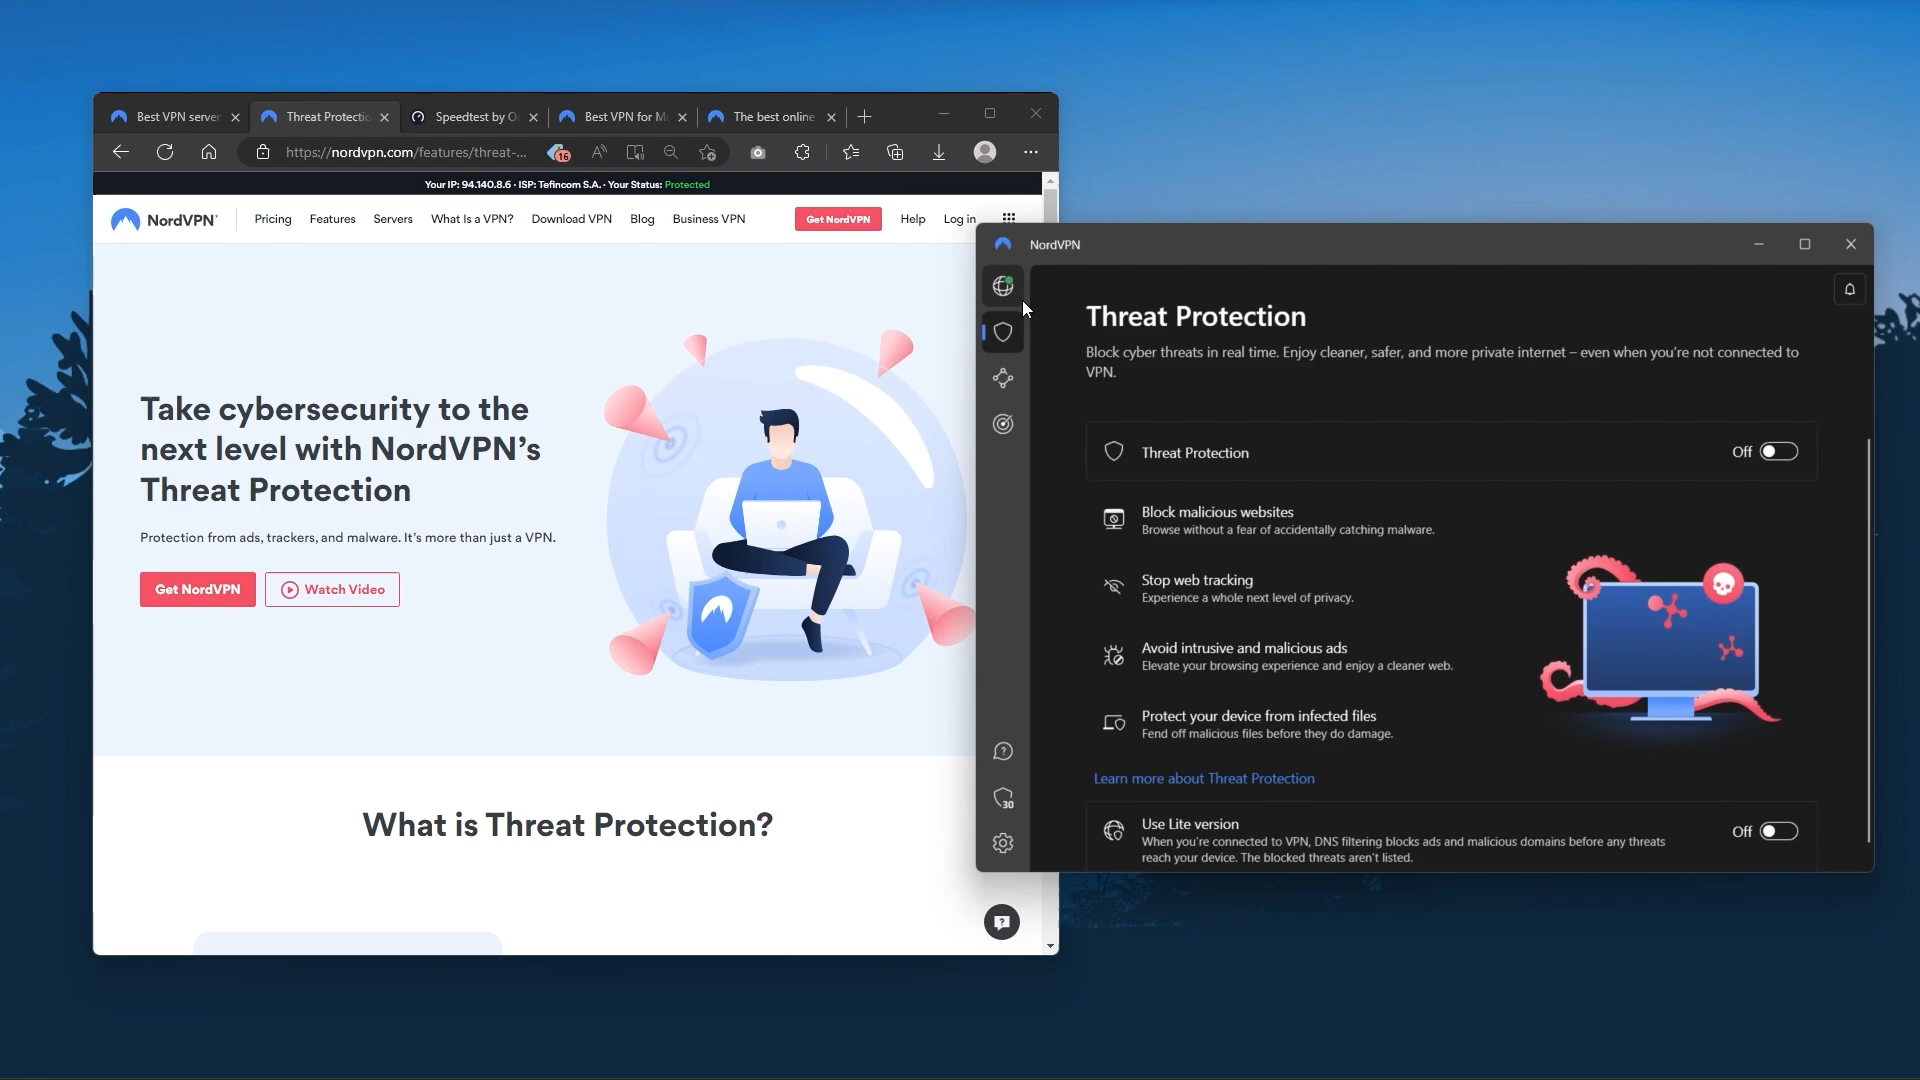 Best VPN server
Threat Protectio
Speedtest by O
Best VPN for M
The best online
https://nordvpn.com/features/threat-...
16
Your IP: 94.140.8.6 · ISP: Tefincom S.A. · Your Status: Protected
NordVPN®
Pricing
Features
Servers
What Is a VPN?
Download VPN
Blog
Business VPN
Get NordVPN
Help
Log in
Take cybersecurity to the
next level with NordVPN’s
Threat Protection
Protection from ads, trackers, and malware. It’s more than just a VPN.
Get NordVPN
Watch Video
What is Threat Protection?
NordVPN
Threat Protection
Block cyber threats in real time. Enjoy cleaner, safer, and more private internet – even when you’re not connected to
VPN.
Threat Protection
Off
Block malicious websites
Browse without a fear of accidentally catching malware.
Stop web tracking
Experience a whole next level of privacy.
Avoid intrusive and malicious ads
Elevate your browsing experience and enjoy a cleaner web.
Protect your device from infected files
Fend off malicious files before they do damage.
Learn more about Threat Protection
30
Use Lite version
Off
When you’re connected to VPN, DNS filtering blocks ads and malicious domains before any threats
reach your device. The blocked threats aren’t listed.